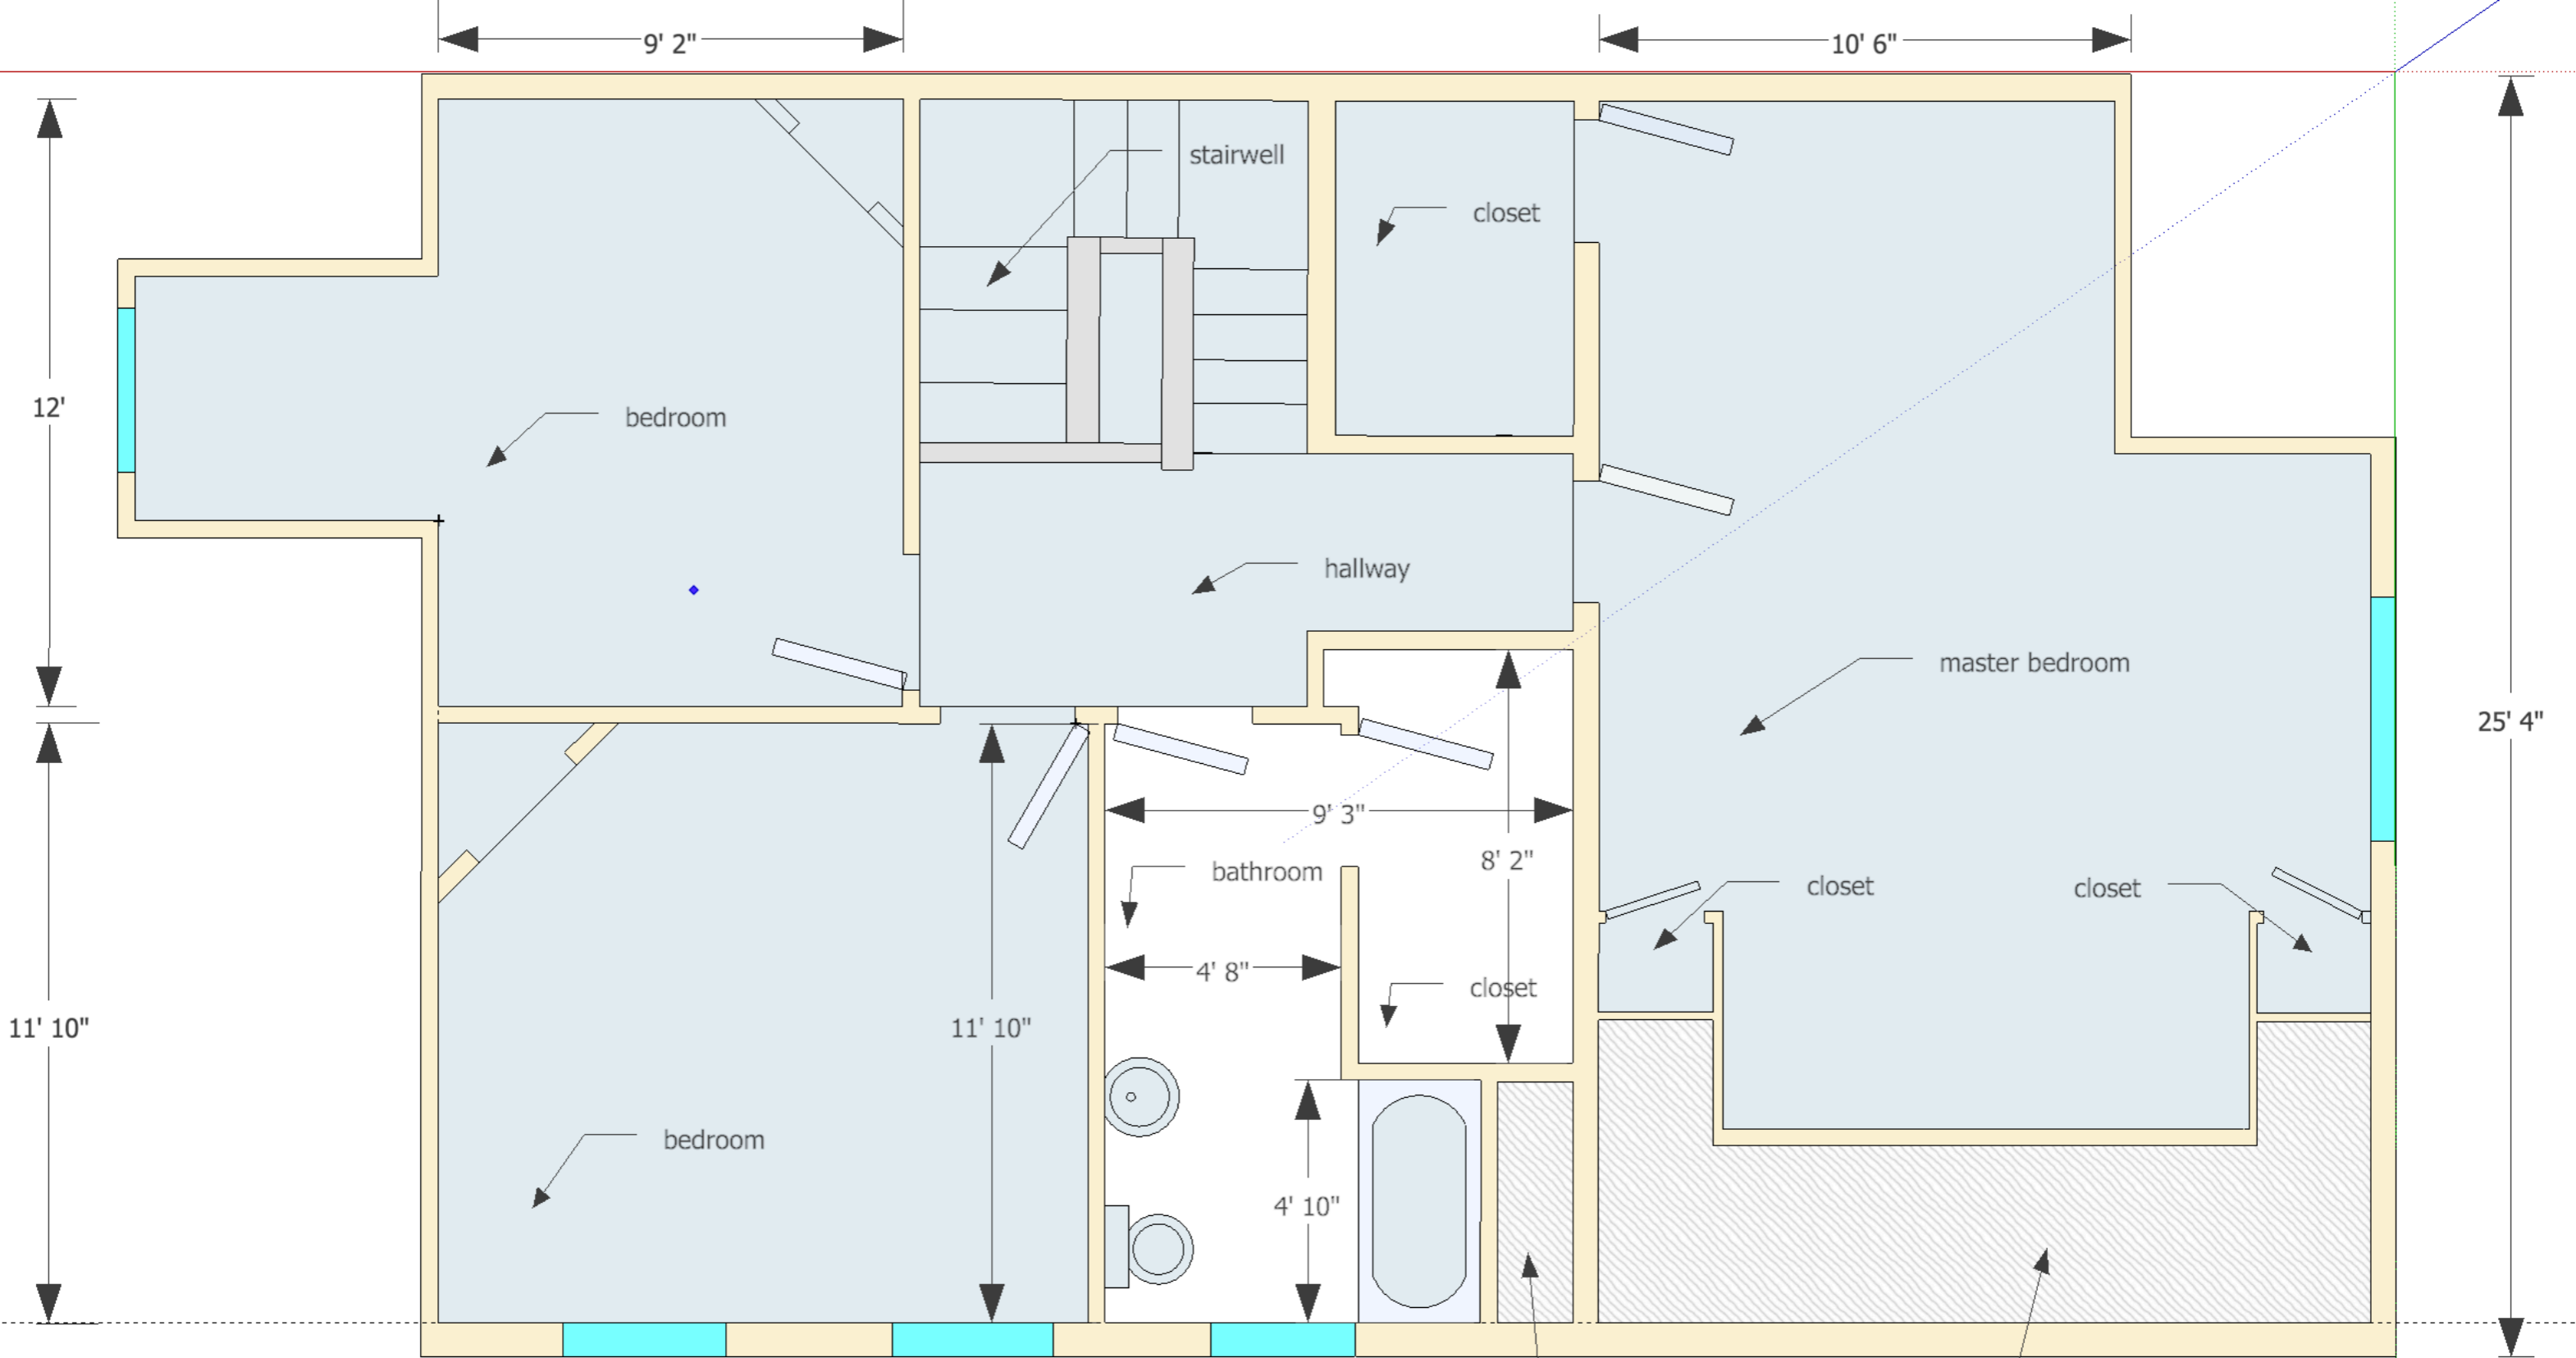 9' 2"
10' 6"
stairwell
closet
12'
bedroom
hallway
master bedroom
25' 4"
9' 3"
8' 2"
bathroom
closet
closet
4' 8"
closet
11' 10"
11' 10"
bedroom
4' 10"